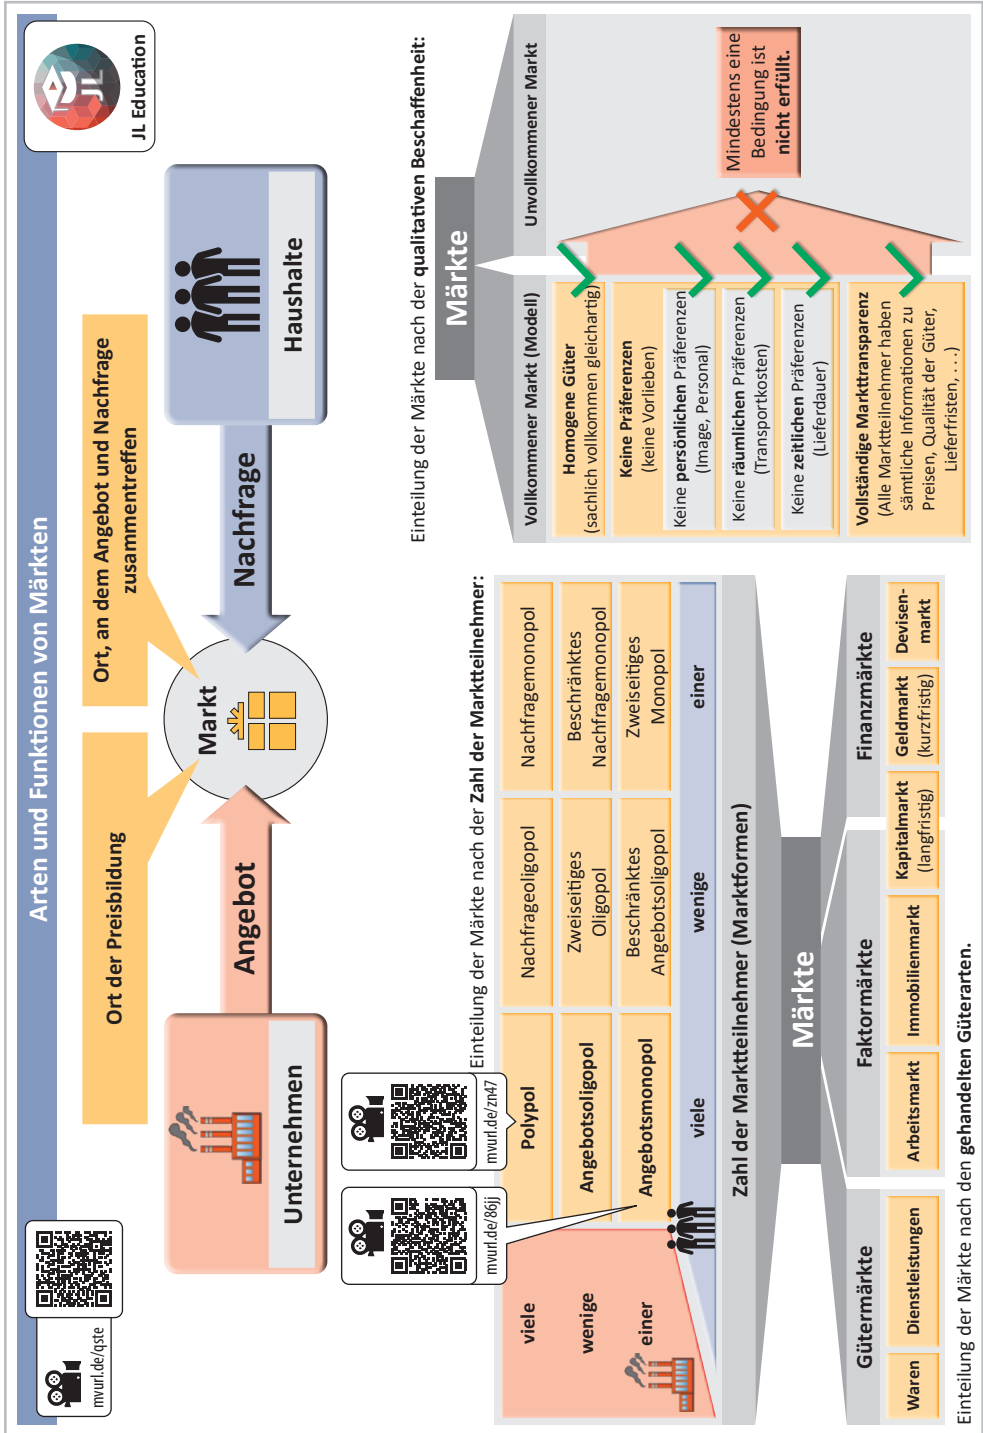 Arten und Funktionen von Märkten
mvurl.de/qste
JL
JL Education
Ort der Preisbildung
Ort, an dem Angebot und Nachfrage
zusammentreffen
Unternehmen
Angebot
Markt
Nachfrage
Haushalte
mvurl.de/86jj
mvurl.de/zn47
Einteilung der Märkte nach der Zahl der Marktteilnehmer:
viele
Polypol
Nachfrageoligopol
Nachfragemonopol
wenige
Angebotsoligopol
Zweiseitiges
Oligopol
Beschränktes
Nachfragemonopol
einer
Angebotsmonopol
Beschränktes
Angebotsoligopol
Zweiseitiges
Monopol
viele
wenige
einer
Zahl der Marktteilnehmer (Marktformen)
Märkte
Gütermärkte
Faktormärkte
Finanzmärkte
Waren
Dienstleistungen
Arbeitsmarkt
Immobilienmarkt
Kapitalmarkt
(langfristig)
Geldmarkt
(kurzfristig)
Devisen-
markt
Einteilung der Märkte nach den gehandelten Güterarten.
Einteilung der Märkte nach der qualitativen Beschaffenheit:
Märkte
Vollkommener Markt (Modell)
Unvollkommener Markt
Homogene Güter
(sachlich vollkommen gleichartig)
Keine Präferenzen
(keine Vorlieben)
Keine persönlichen Präferenzen
(Image, Personal)
Keine räumlichen Präferenzen
(Transportkosten)
Keine zeitlichen Präferenzen
(Lieferdauer)
Vollständige Markttransparenz
(Alle Marktteilnehmer haben
sämtliche Informationen zu
Preisen, Qualität der Güter,
Lieferfristen, . . .)
Mindestens eine
Bedingung ist
nicht erfüllt.